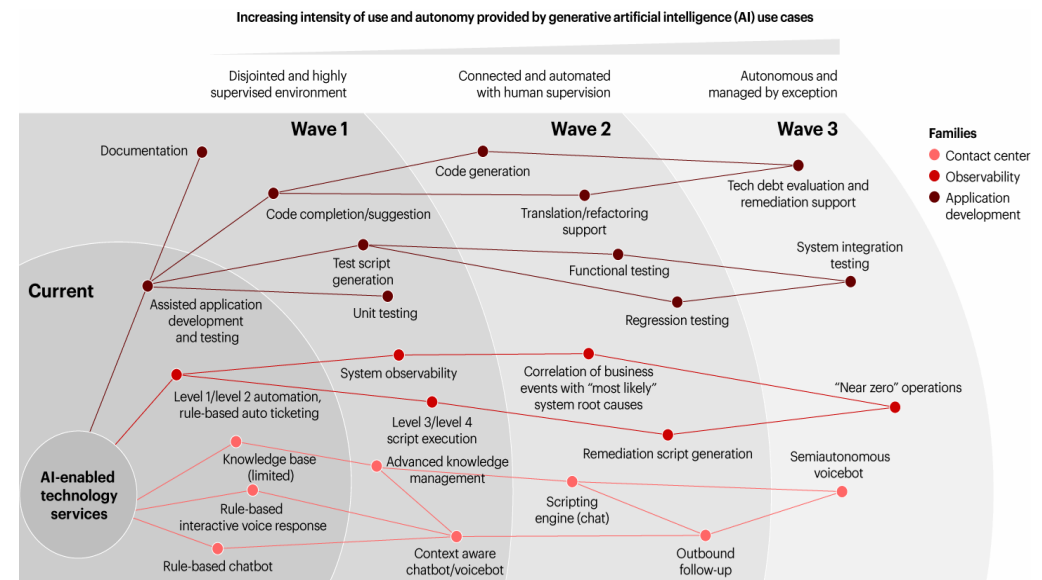 Increasing intensity of use and autonomy provided by generative artificial intelligence (AI) use cases
Disjointed and highly
supervised environment
Connected and automated
with human supervision
Autonomous and
managed by exception
Wave 1
Wave 2
Wave 3
Families
Contact center
Observability
Application
development
Current
Documentation
Code completion/suggestion
Code generation
Translation/refactoring
support
Tech debt evaluation and
remediation support
Assisted application
development
and testing
Test script
generation
Unit testing
Functional testing
Regression testing
System integration
testing
Level 1/level 2 automation,
rule-based auto ticketing
System observability
Level 3/level 4
script execution
Correlation of business
events with “most likely”
system root causes
Remediation script generation
“Near zero” operations
AI-enabled
technology
services
Knowledge base
(limited)
Rule-based
interactive voice response
Rule-based chatbot
Advanced knowledge
management
Context aware
chatbot/voicebot
Scripting
engine (chat)
Outbound
follow-up
Semiautonomous
voicebot